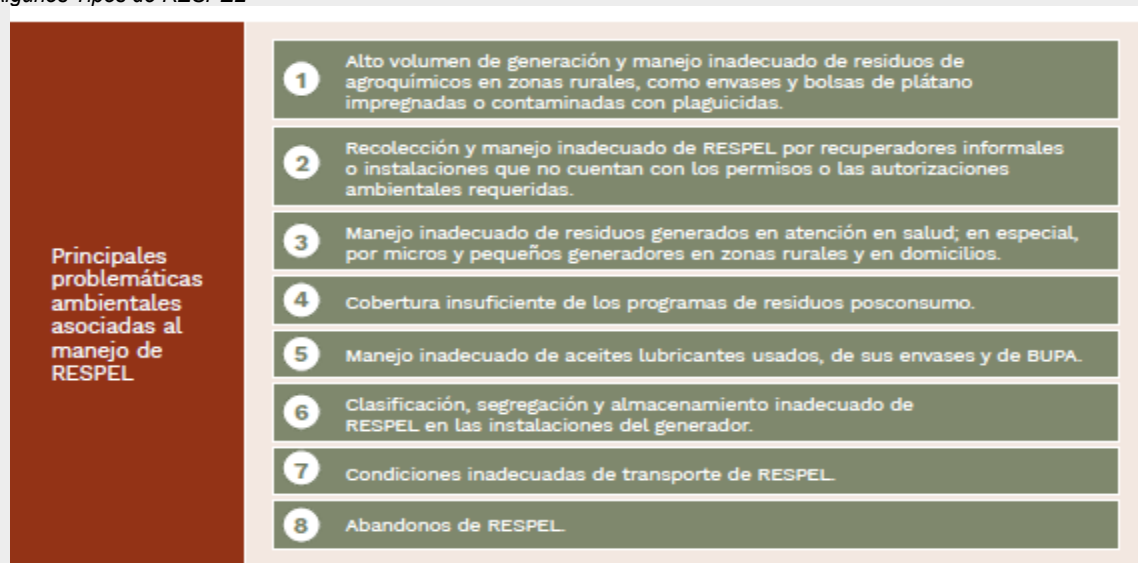 Algunos Tipos de RESPEL
Principales
problemáticas
ambientales
asociadas al
manejo de
RESPEL
1
Alto volumen de generación y manejo inadecuado de residuos de
agroquímicos en zonas rurales, como envases y bolsas de plátano
impregnadas o contaminadas con plaguicidas.
2
Recolección y manejo inadecuado de RESPEL por recuperadores informales
o instalaciones que no cuentan con los permisos o las autorizaciones
ambientales requeridas.
3
Manejo inadecuado de residuos generados en atención en salud; en especial,
por micros y pequeños generadores en zonas rurales y en domicilios.
4
Cobertura insuficiente de los programas de residuos posconsumo.
5
Manejo inadecuado de aceites lubricantes usados, de sus envases y de BUPA.
6
Clasificación, segregación y almacenamiento inadecuado de
RESPEL en las instalaciones del generador.
7
Condiciones inadecuadas de transporte de RESPEL.
8
Abandonos de RESPEL.